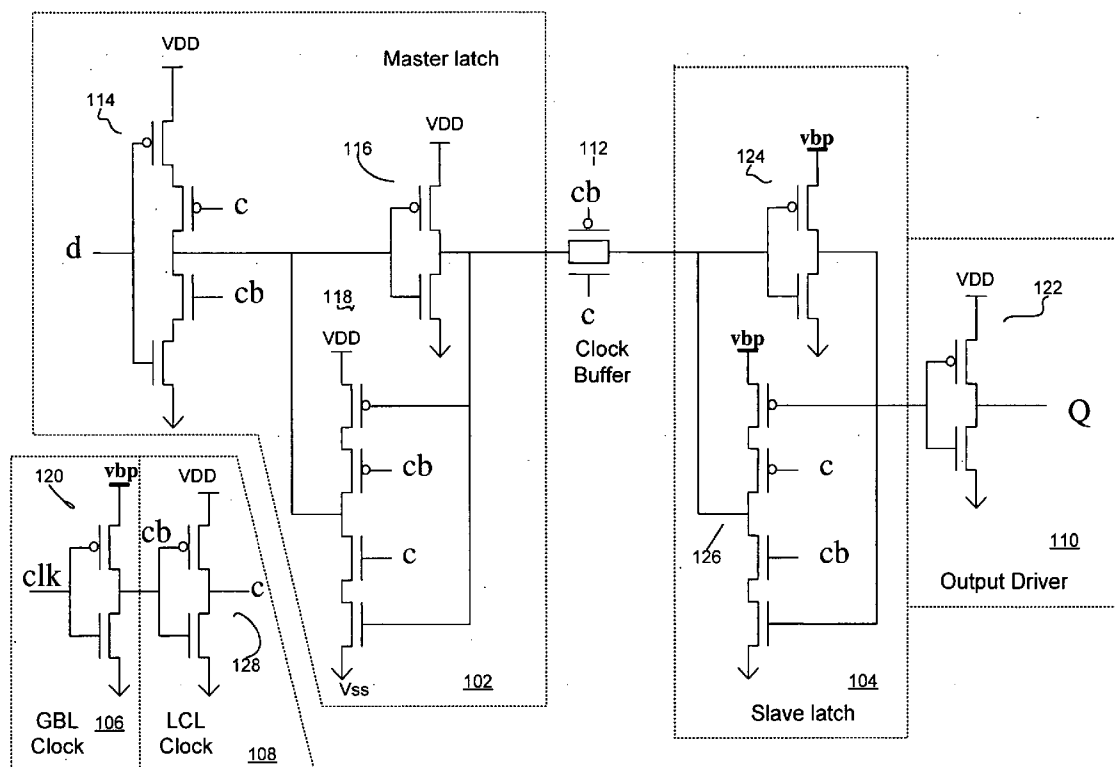 VDD
Master latch
114
VDD
116
112
cb
124
vbp
c
d
cb
118
VDD
c
Clock
Buffer
vbp
VDD
122
Q
cb
c
c
126
cb
110
Output Driver
120
vbp
VDD
cb
clk
c
128
Vss
102
104
Slave latch
GBL
Clock
106
LCL
Clock
108